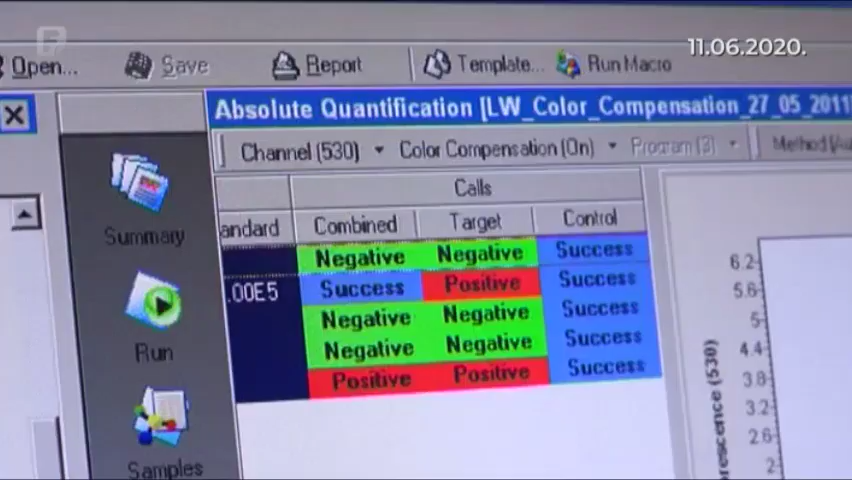 11.06.2020.
Open... Save Report Template... Run Macro
Absolute Quantification [LW_Color_Compensation_27_05_2011
Channel (530) Color Compensation (On) Program (3)
Calls
andard Combined Target Control
Negative Negative Success
.00E5 Success Positive Success
Negative Negative Success
Negative Negative Success
Positive Positive Success
Summary
Run
Samples
6.2
5.6
5
4.4
3.8
3.2
2.6
2
rescence (530)